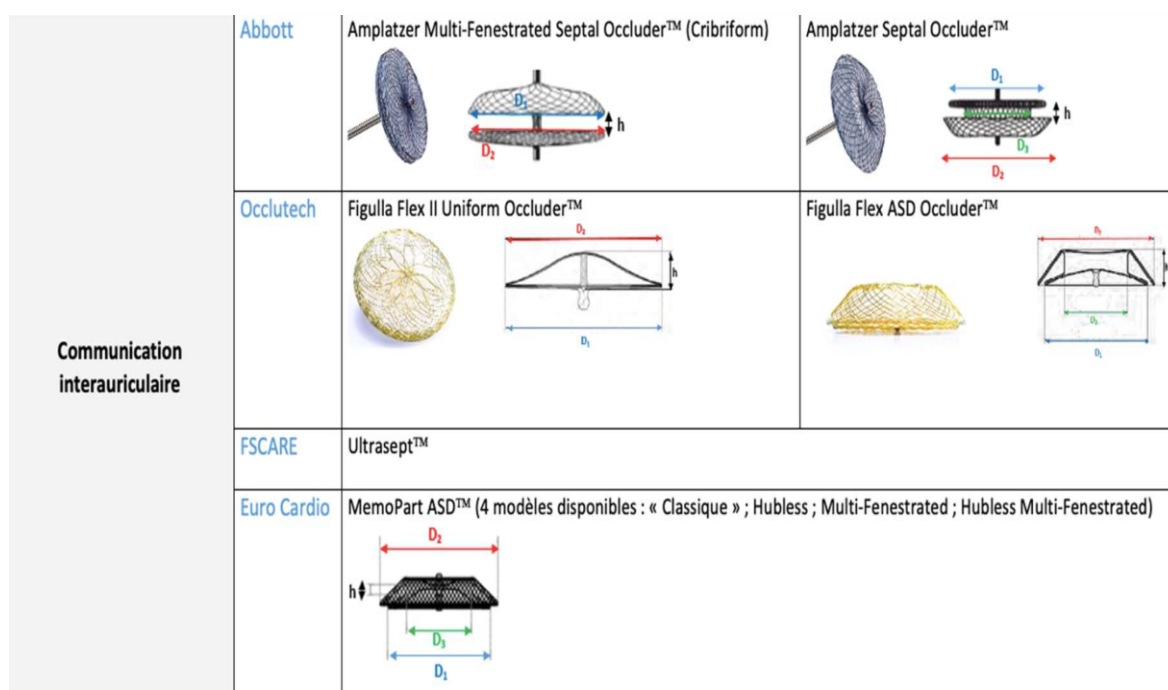 Communication
interauriculaire
Abbott
Amplatzer Multi-Fenestrated Septal Occluder™ (Cribriform)
D₁
h
D₂
Amplatzer Septal Occluder™
D₁
h
D₃
D₂
Occlutech
Figulla Flex II Uniform Occluder™
D₂
h
D₁
Figulla Flex ASD Occluder™
h
D₁
FSCARE
Ultrasept™
Euro Cardio
MemoPart ASD™ (4 modèles disponibles : « Classique » ; Hubless ; Multi-Fenestrated ; Hubless Multi-Fenestrated)
D₂
h
D₃
D₁